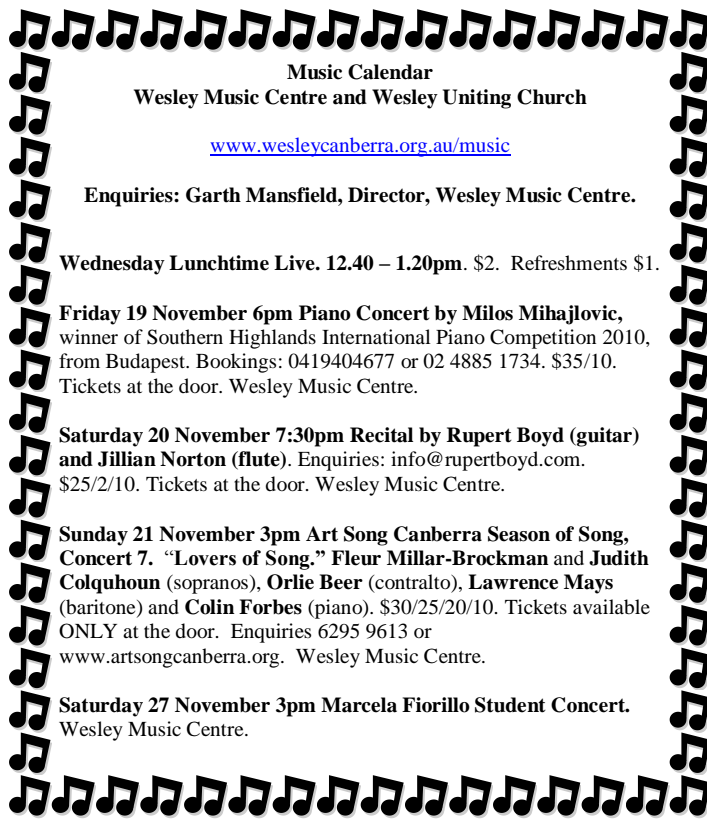 Music Calendar
Wesley Music Centre and Wesley Uniting Church
www.wesleycanberra.org.au/music
Enquiries: Garth Mansfield, Director, Wesley Music Centre.
Wednesday Lunchtime Live. 12.40 – 1.20pm. $2.  Refreshments $1.
Friday 19 November 6pm Piano Concert by Milos Mihajlovic,
winner of Southern Highlands International Piano Competition 2010,
from Budapest. Bookings: 0419404677 or 02 4885 1734. $35/10.
Tickets at the door. Wesley Music Centre.
Saturday 20 November 7:30pm Recital by Rupert Boyd (guitar)
and Jillian Norton (flute). Enquiries: info@rupertboyd.com.
$25/2/10. Tickets at the door. Wesley Music Centre.
Sunday 21 November 3pm Art Song Canberra Season of Song,
Concert 7.  “Lovers of Song.” Fleur Millar-Brockman and Judith
Colquhoun (sopranos), Orlie Beer (contralto), Lawrence Mays
(baritone) and Colin Forbes (piano). $30/25/20/10. Tickets available
ONLY at the door.  Enquiries 6295 9613 or
www.artsongcanberra.org.  Wesley Music Centre.
Saturday 27 November 3pm Marcela Fiorillo Student Concert.
Wesley Music Centre.